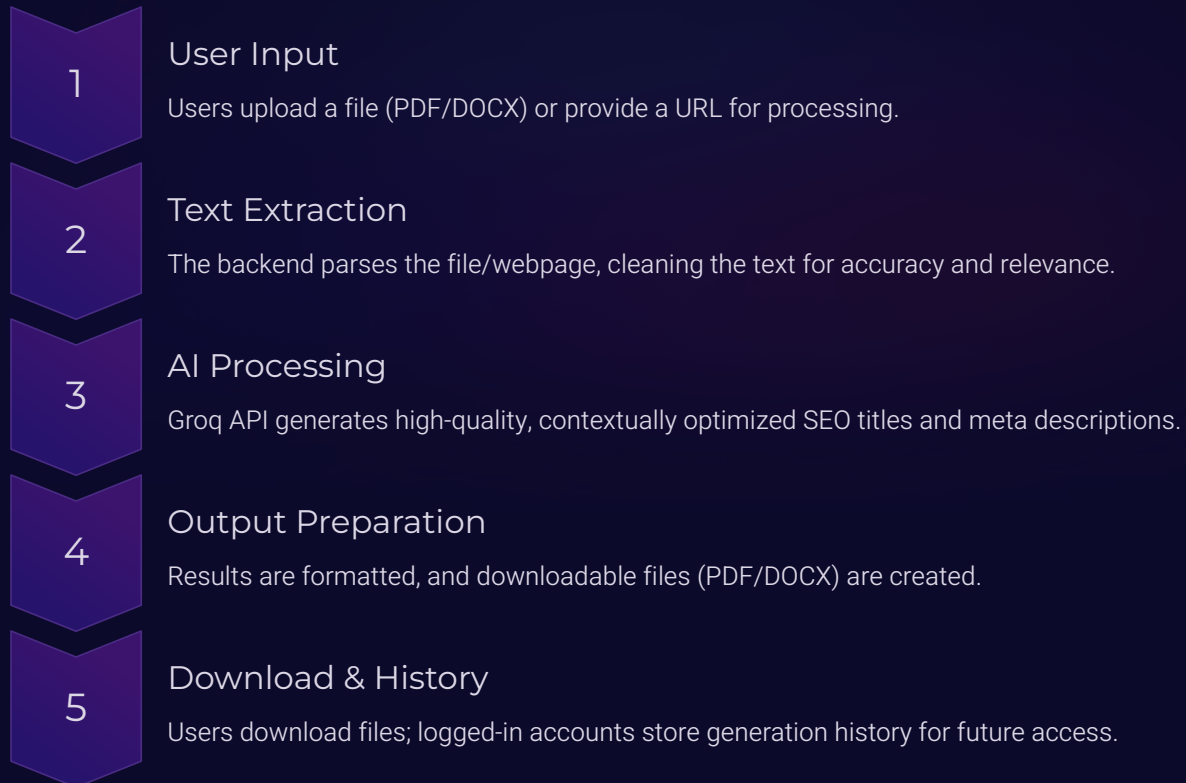 1
User Input
Users upload a file (PDF/DOCX) or provide a URL for processing.
2
Text Extraction
The backend parses the file/webpage, cleaning the text for accuracy and relevance.
3
AI Processing
Groq API generates high-quality, contextually optimized SEO titles and meta descriptions.
4
Output Preparation
Results are formatted, and downloadable files (PDF/DOCX) are created.
5
Download & History
Users download files; logged-in accounts store generation history for future access.